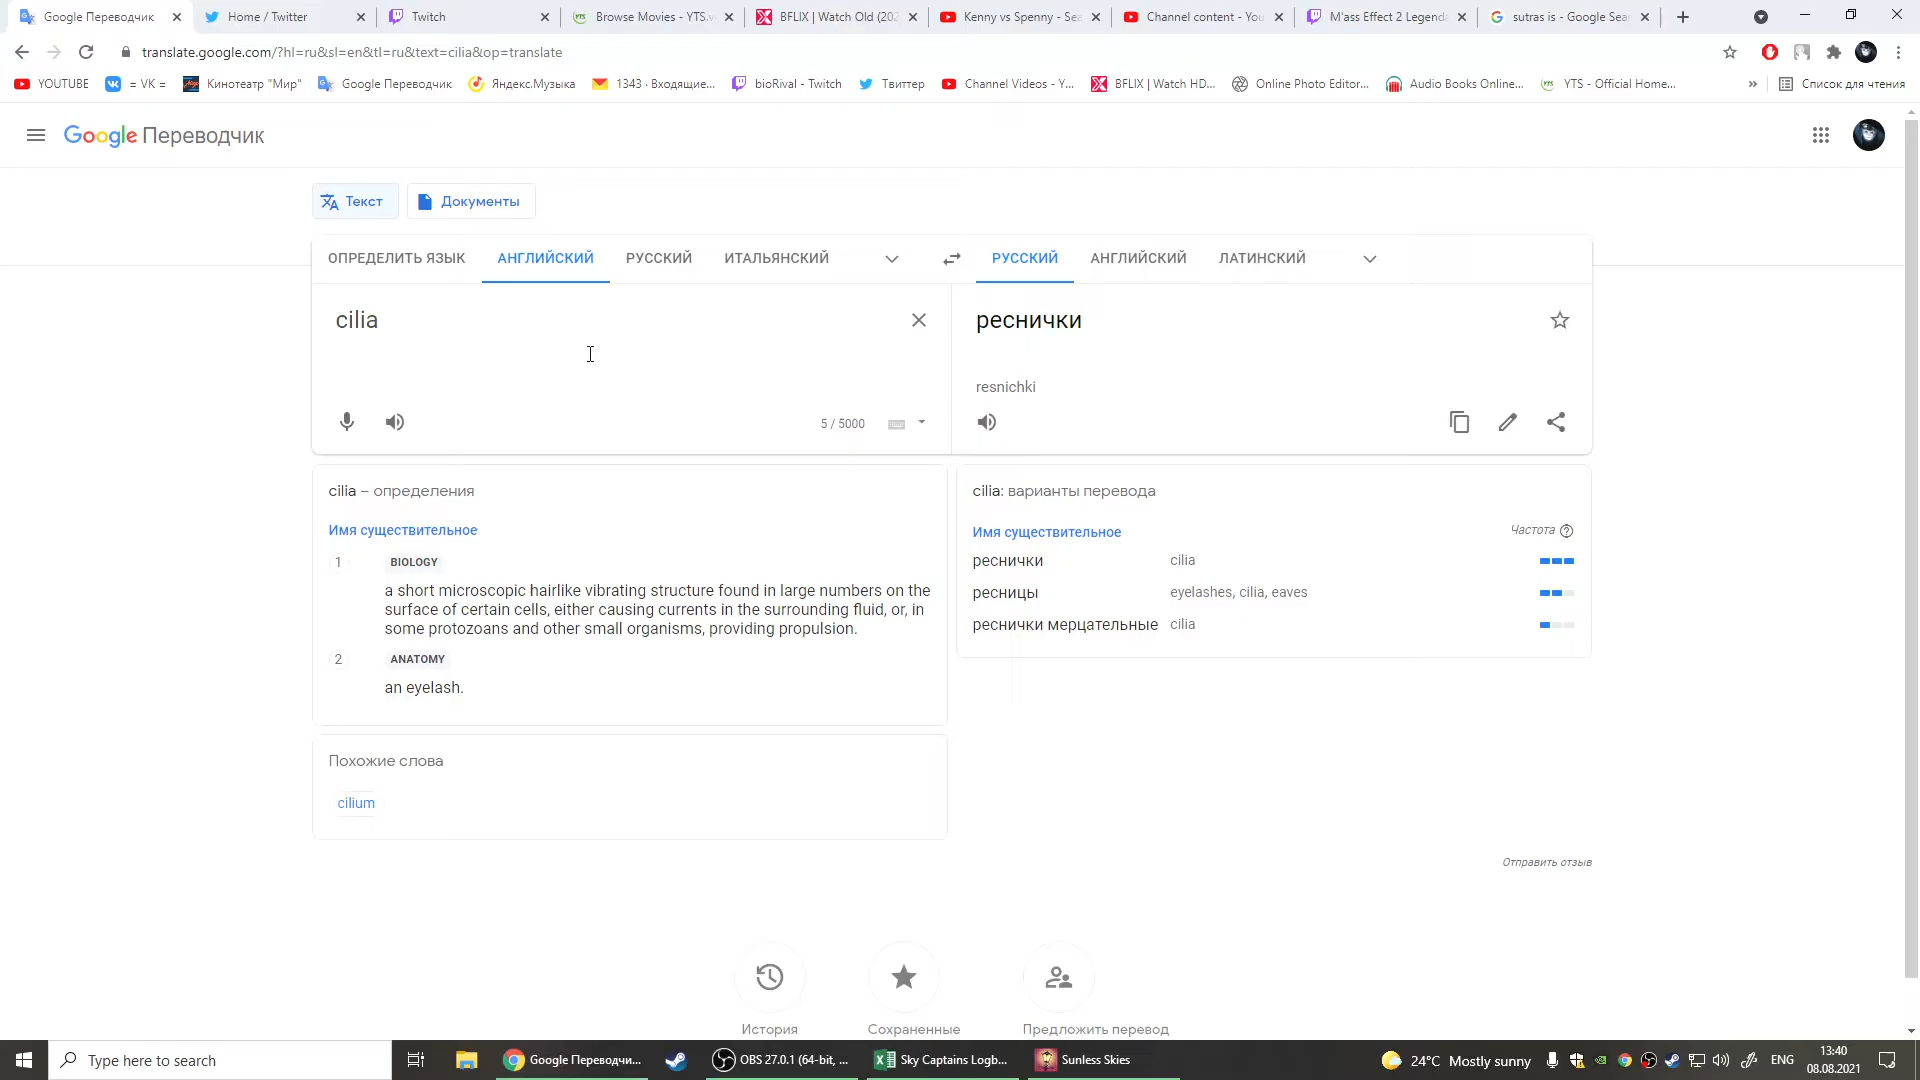 Google Переводчик
Home / Twitter
Twitch
Browse Movies - YTS.
BFLIX | Watch Old (202
Kenny vs Spenny - Sea
Channel content - You
M'ass Effect 2 Legenda
sutras is - Google Sear
translate.google.com/?hl=ru&sl=en&tl=ru&text=cilia&op=translate
YOUTUBE
= VK =
Кинотеатр "Мир"
Google Переводчик
Яндекс.Музыка
1343 · Входящие...
bioRival - Twitch
Твиттер
Channel Videos - Y...
BFLIX | Watch HD...
Online Photo Editor...
Audio Books Online...
YTS - Official Home...
»
Список для чтения
Google Переводчик
Текст
Документы
ОПРЕДЕЛИТЬ ЯЗЫК
АНГЛИЙСКИЙ
РУССКИЙ
ИТАЛЬЯНСКИЙ
РУССКИЙ
АНГЛИЙСКИЙ
ЛАТИНСКИЙ
cilia
реснички
resnichki
5 / 5000
cilia – определения
Имя существительное
1
BIOLOGY
a short microscopic hairlike vibrating structure found in large numbers on the
surface of certain cells, either causing currents in the surrounding fluid, or, in
some protozoans and other small organisms, providing propulsion.
2
ANATOMY
an eyelash.
cilia: варианты перевода
Имя существительное
Частота
реснички
cilia
ресницы
eyelashes, cilia, eaves
реснички мерцательные
cilia
Похожие слова
cilium
Отправить отзыв
История
Сохраненные
Предложить перевод
Type here to search
Google Переводчи...
OBS 27.0.1 (64-bit, ...
Sky Captains Logb...
Sunless Skies
24°C Mostly sunny
ENG
13:40
08.08.2021